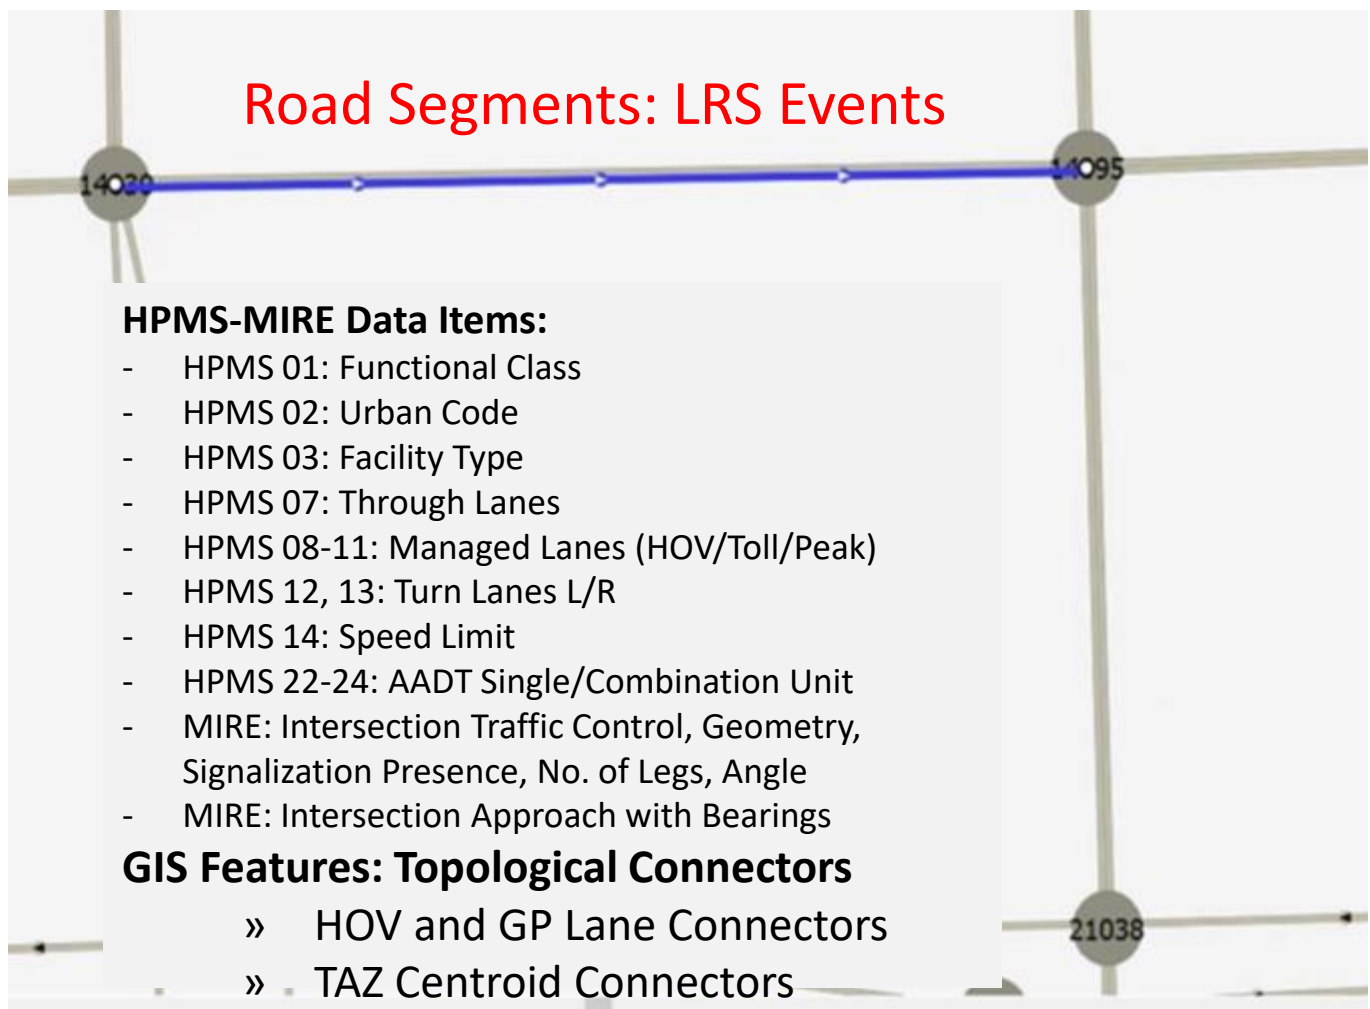 Road Segments: LRS Events
14030
14095
HPMS-MIRE Data Items:
- HPMS 01: Functional Class
- HPMS 02: Urban Code
- HPMS 03: Facility Type
- HPMS 07: Through Lanes
- HPMS 08-11: Managed Lanes (HOV/Toll/Peak)
- HPMS 12, 13: Turn Lanes L/R
- HPMS 14: Speed Limit
- HPMS 22-24: AADT Single/Combination Unit
- MIRE: Intersection Traffic Control, Geometry,
Signalization Presence, No. of Legs, Angle
- MIRE: Intersection Approach with Bearings
GIS Features: Topological Connectors
» HOV and GP Lane Connectors
21038
» TAZ Centroid Connectors